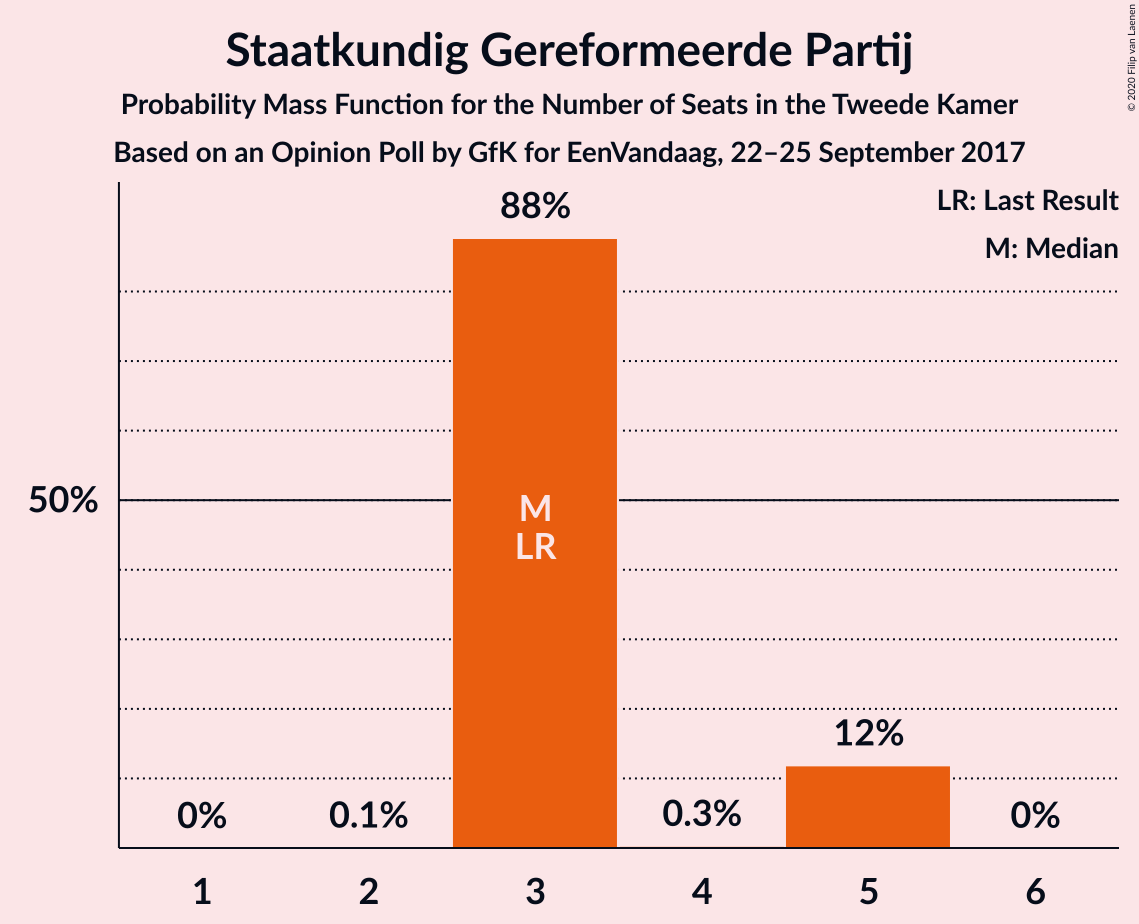 Staatkundig Gereformeerde Partij
Probability Mass Function for the Number of Seats in the Tweede Kamer
Based on an Opinion Poll by GfK for EenVandaag, 22–25 September 2017
© 2020 Filip van Laenen
LR: Last Result
M: Median
88%
50%
M
LR
12%
0%
0.1%
0.3%
0%
1
2
3
4
5
6